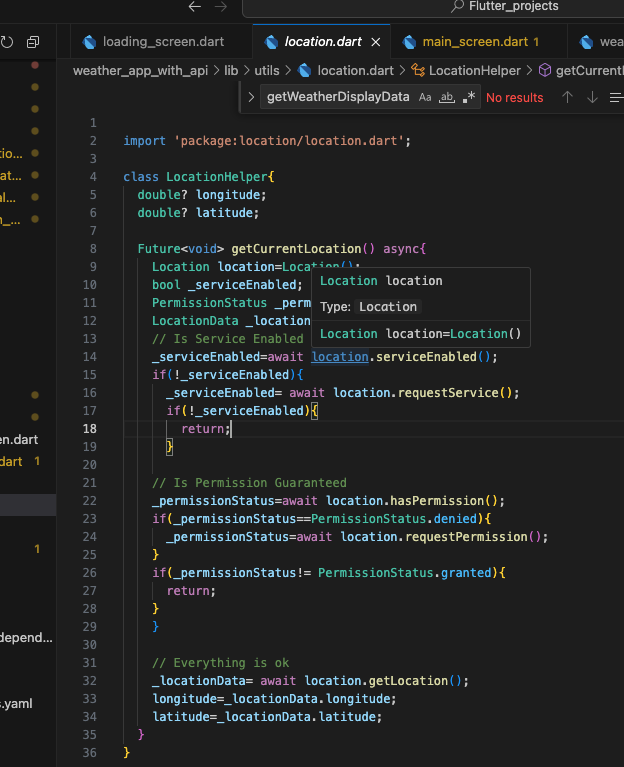 Flutter_projects
loading_screen.dart
location.dart
main_screen.dart 1
wea
weather_app_with_api > lib > utils > location.dart > LocationHelper > getCurrent
getWeatherDisplayData Aa ab .* No results
1
2 import 'package:location/location.dart';
3
4 class LocationHelper{
5 double? longitude;
6 double? latitude;
7
8 Future<void> getCurrentLocation() async{
9 Location location=Location();
10 bool _serviceEnabled;
11 PermissionStatus _perm
12 LocationData _location
Location location
Type: Location
Location location=Location()
13 // Is Service Enabled
14 _serviceEnabled=await location.serviceEnabled();
15 if(!_serviceEnabled){
16 _serviceEnabled= await location.requestService();
17 if(!_serviceEnabled){
18 return;
19 }
20
21 // Is Permission Guaranteed
22 _permissionStatus=await location.hasPermission();
23 if(_permissionStatus==PermissionStatus.denied){
24 _permissionStatus=await location.requestPermission();
25 }
26 if(_permissionStatus!= PermissionStatus.granted){
27 return;
28 }
29 }
30
31 // Everything is ok
32 _locationData= await location.getLocation();
33 longitude=_locationData.longitude;
34 latitude=_locationData.latitude;
35 }
36 }
tio...
at...
al...
n_...
en.dart
dart 1
1
depend...
s.yaml